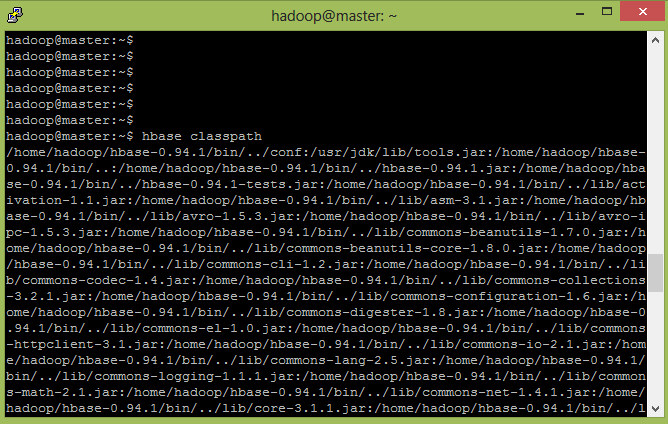 hadoop@master: ~
hadoop@master:~$
hadoop@master:~$
hadoop@master:~$
hadoop@master:~$
hadoop@master:~$
hadoop@master:~$
hadoop@master:~$ hbase classpath
/home/hadoop/hbase-0.94.1/bin/../conf:/usr/jdk/lib/tools.jar:/home/hadoop/hbase-
0.94.1/bin/..:/home/hadoop/hbase-0.94.1/bin/../hbase-0.94.1.jar:/home/hadoop/hba
se-0.94.1/bin/../hbase-0.94.1-tests.jar:/home/hadoop/hbase-0.94.1/bin/../lib/act
ivation-1.1.jar:/home/hadoop/hbase-0.94.1/bin/../lib/asm-3.1.jar:/home/hadoop/hb
ase-0.94.1/bin/../lib/avro-1.5.3.jar:/home/hadoop/hbase-0.94.1/bin/../lib/avro-i
pc-1.5.3.jar:/home/hadoop/hbase-0.94.1/bin/../lib/commons-beanutils-1.7.0.jar:/h
ome/hadoop/hbase-0.94.1/bin/../lib/commons-beanutils-core-1.8.0.jar:/home/hadoop
/hbase-0.94.1/bin/../lib/commons-cli-1.2.jar:/home/hadoop/hbase-0.94.1/bin/../li
b/commons-codec-1.4.jar:/home/hadoop/hbase-0.94.1/bin/../lib/commons-collections
-3.2.1.jar:/home/hadoop/hbase-0.94.1/bin/../lib/commons-configuration-1.6.jar:/h
ome/hadoop/hbase-0.94.1/bin/../lib/commons-digester-1.8.jar:/home/hadoop/hbase-0
.94.1/bin/../lib/commons-el-1.0.jar:/home/hadoop/hbase-0.94.1/bin/../lib/commons
-httpclient-3.1.jar:/home/hadoop/hbase-0.94.1/bin/../lib/commons-io-2.1.jar:/hom
e/hadoop/hbase-0.94.1/bin/../lib/commons-lang-2.5.jar:/home/hadoop/hbase-0.94.1/
bin/../lib/commons-logging-1.1.1.jar:/home/hadoop/hbase-0.94.1/bin/../lib/common
s-math-2.1.jar:/home/hadoop/hbase-0.94.1/bin/../lib/commons-net-1.4.1.jar:/home/
hadoop/hbase-0.94.1/bin/../lib/core-3.1.1.jar:/home/hadoop/hbase-0.94.1/bin/../l